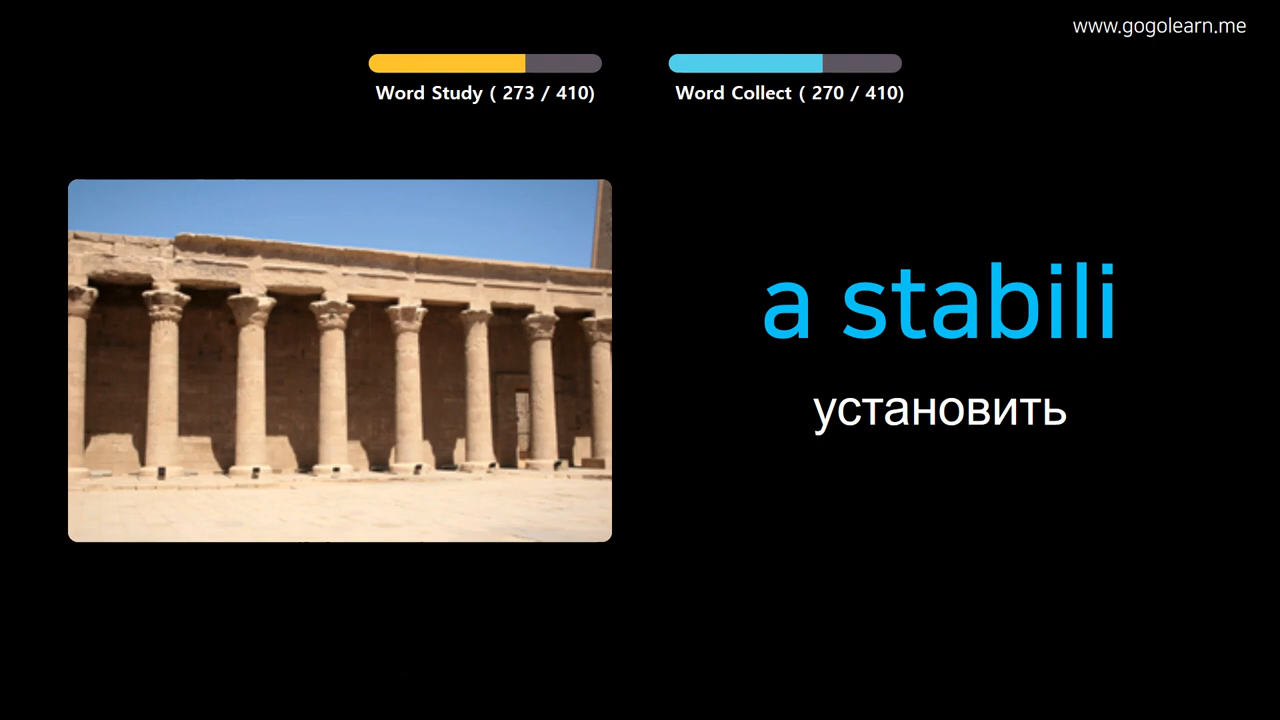 www.gogolearn.me
Word Study ( 273 / 410)
Word Collect ( 270 / 410)
a stabili
установить